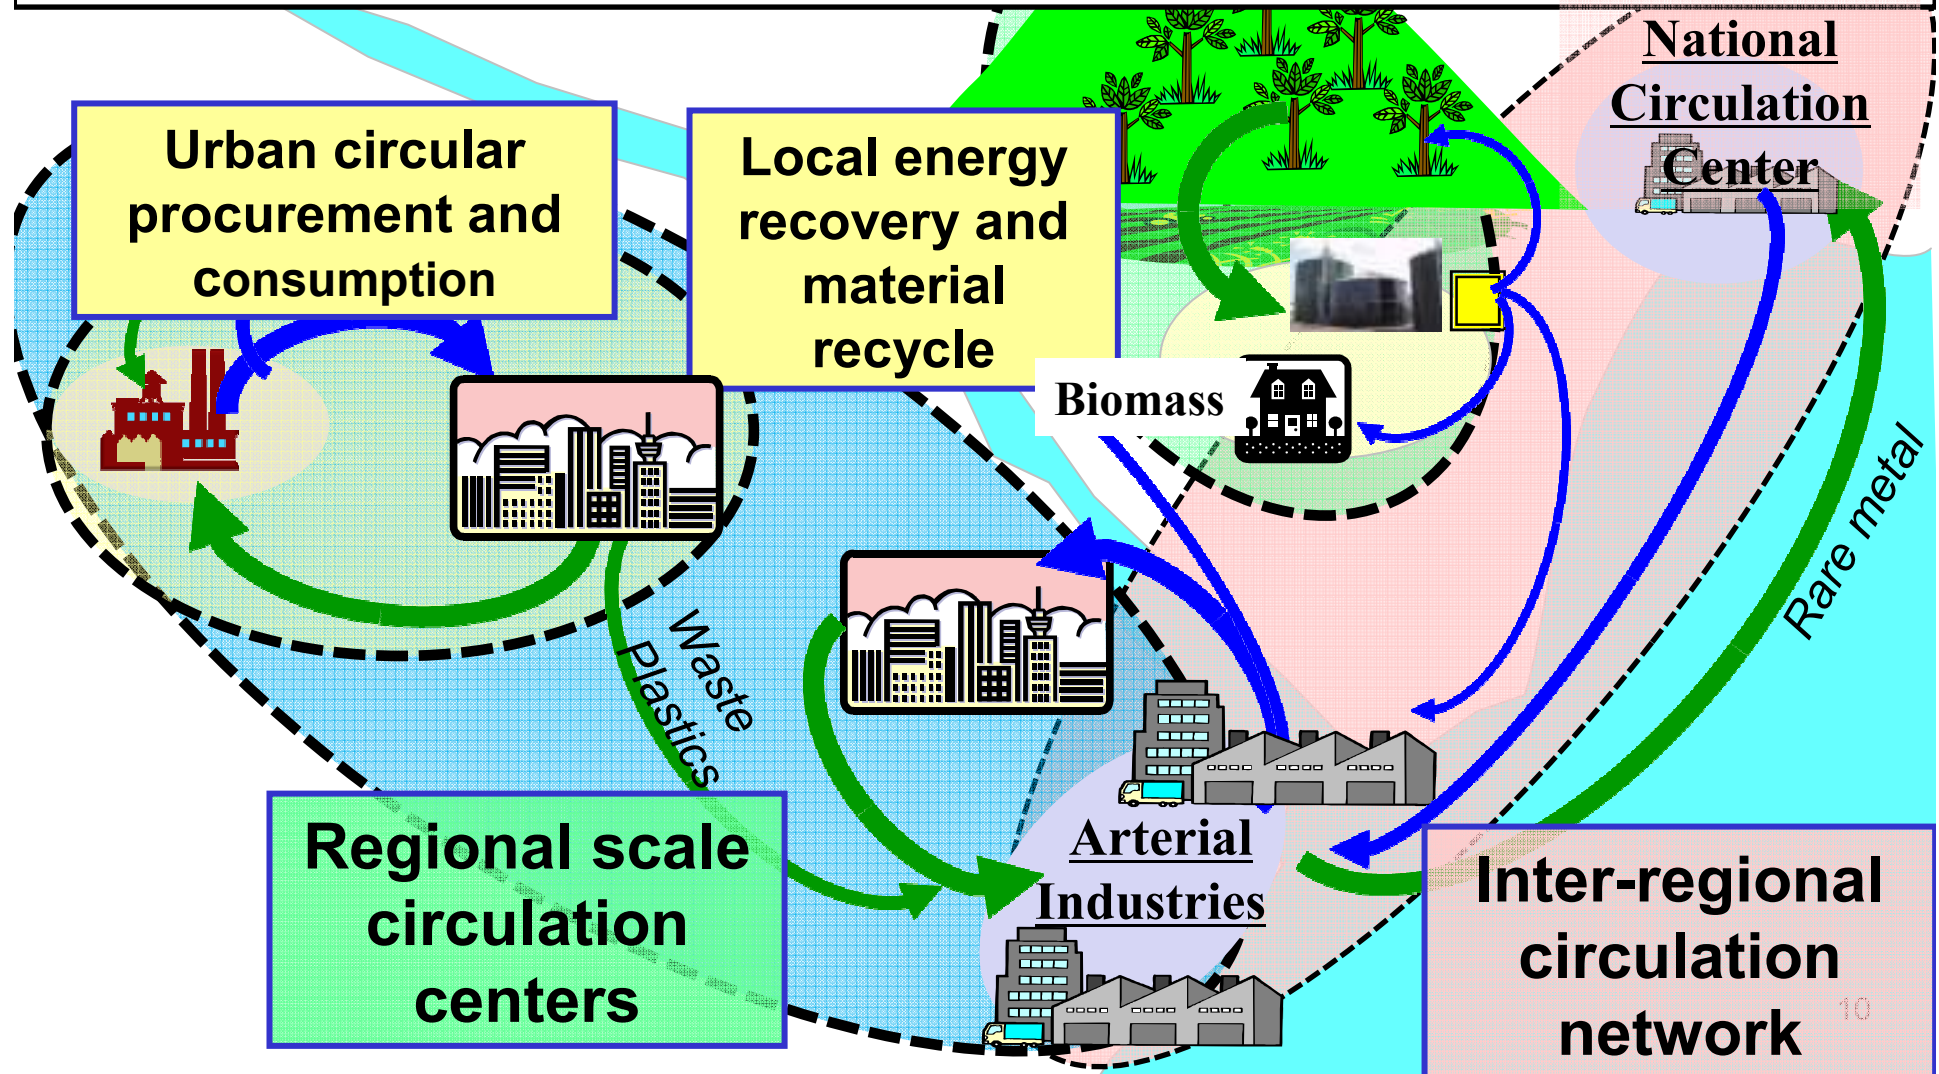 National
Circulation
Center
Urban circular
procurement and
consumption
Local energy
recovery and
material
recycle
Biomass
Rare metal
Waste
Plastics
Arterial
Industries
Regional scale
circulation
centers
Inter-regional
circulation
network
10